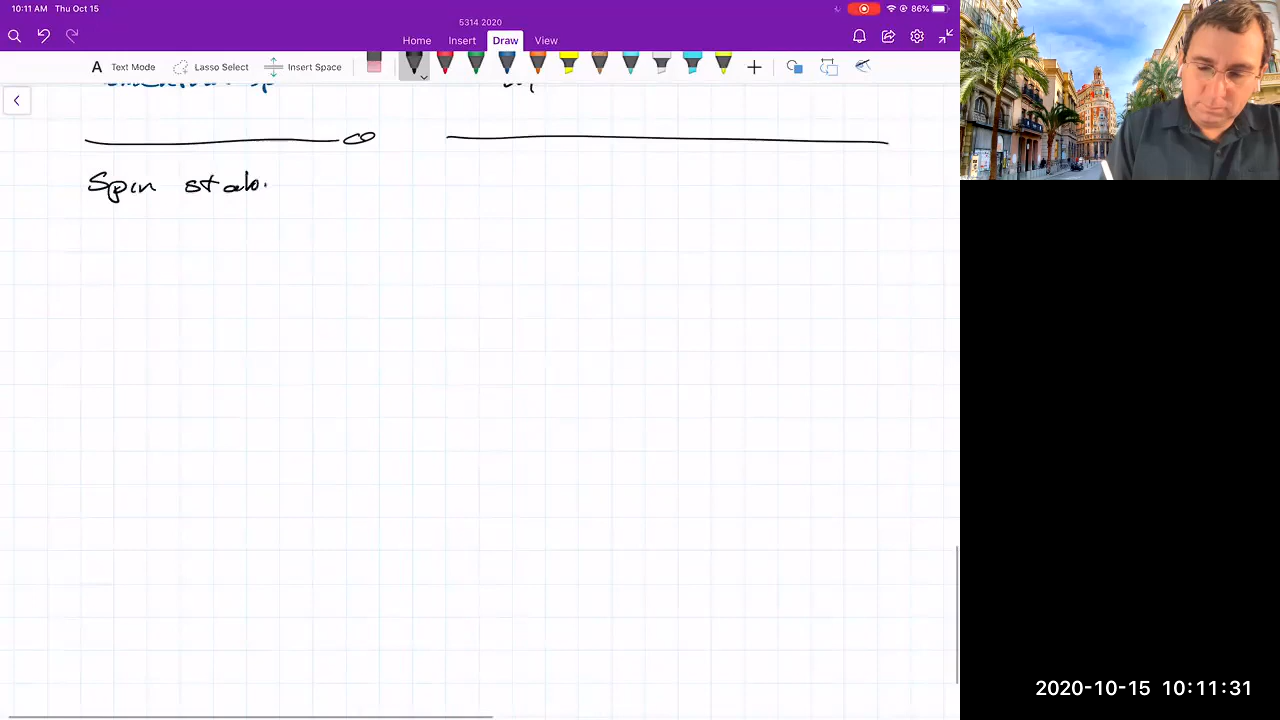 10:11 AM Thu Oct 15
86%
5314 2020
Home Insert Draw View
Text Mode Lasso Select Insert Space
Spin stab.
2020-10-15 10:11:31